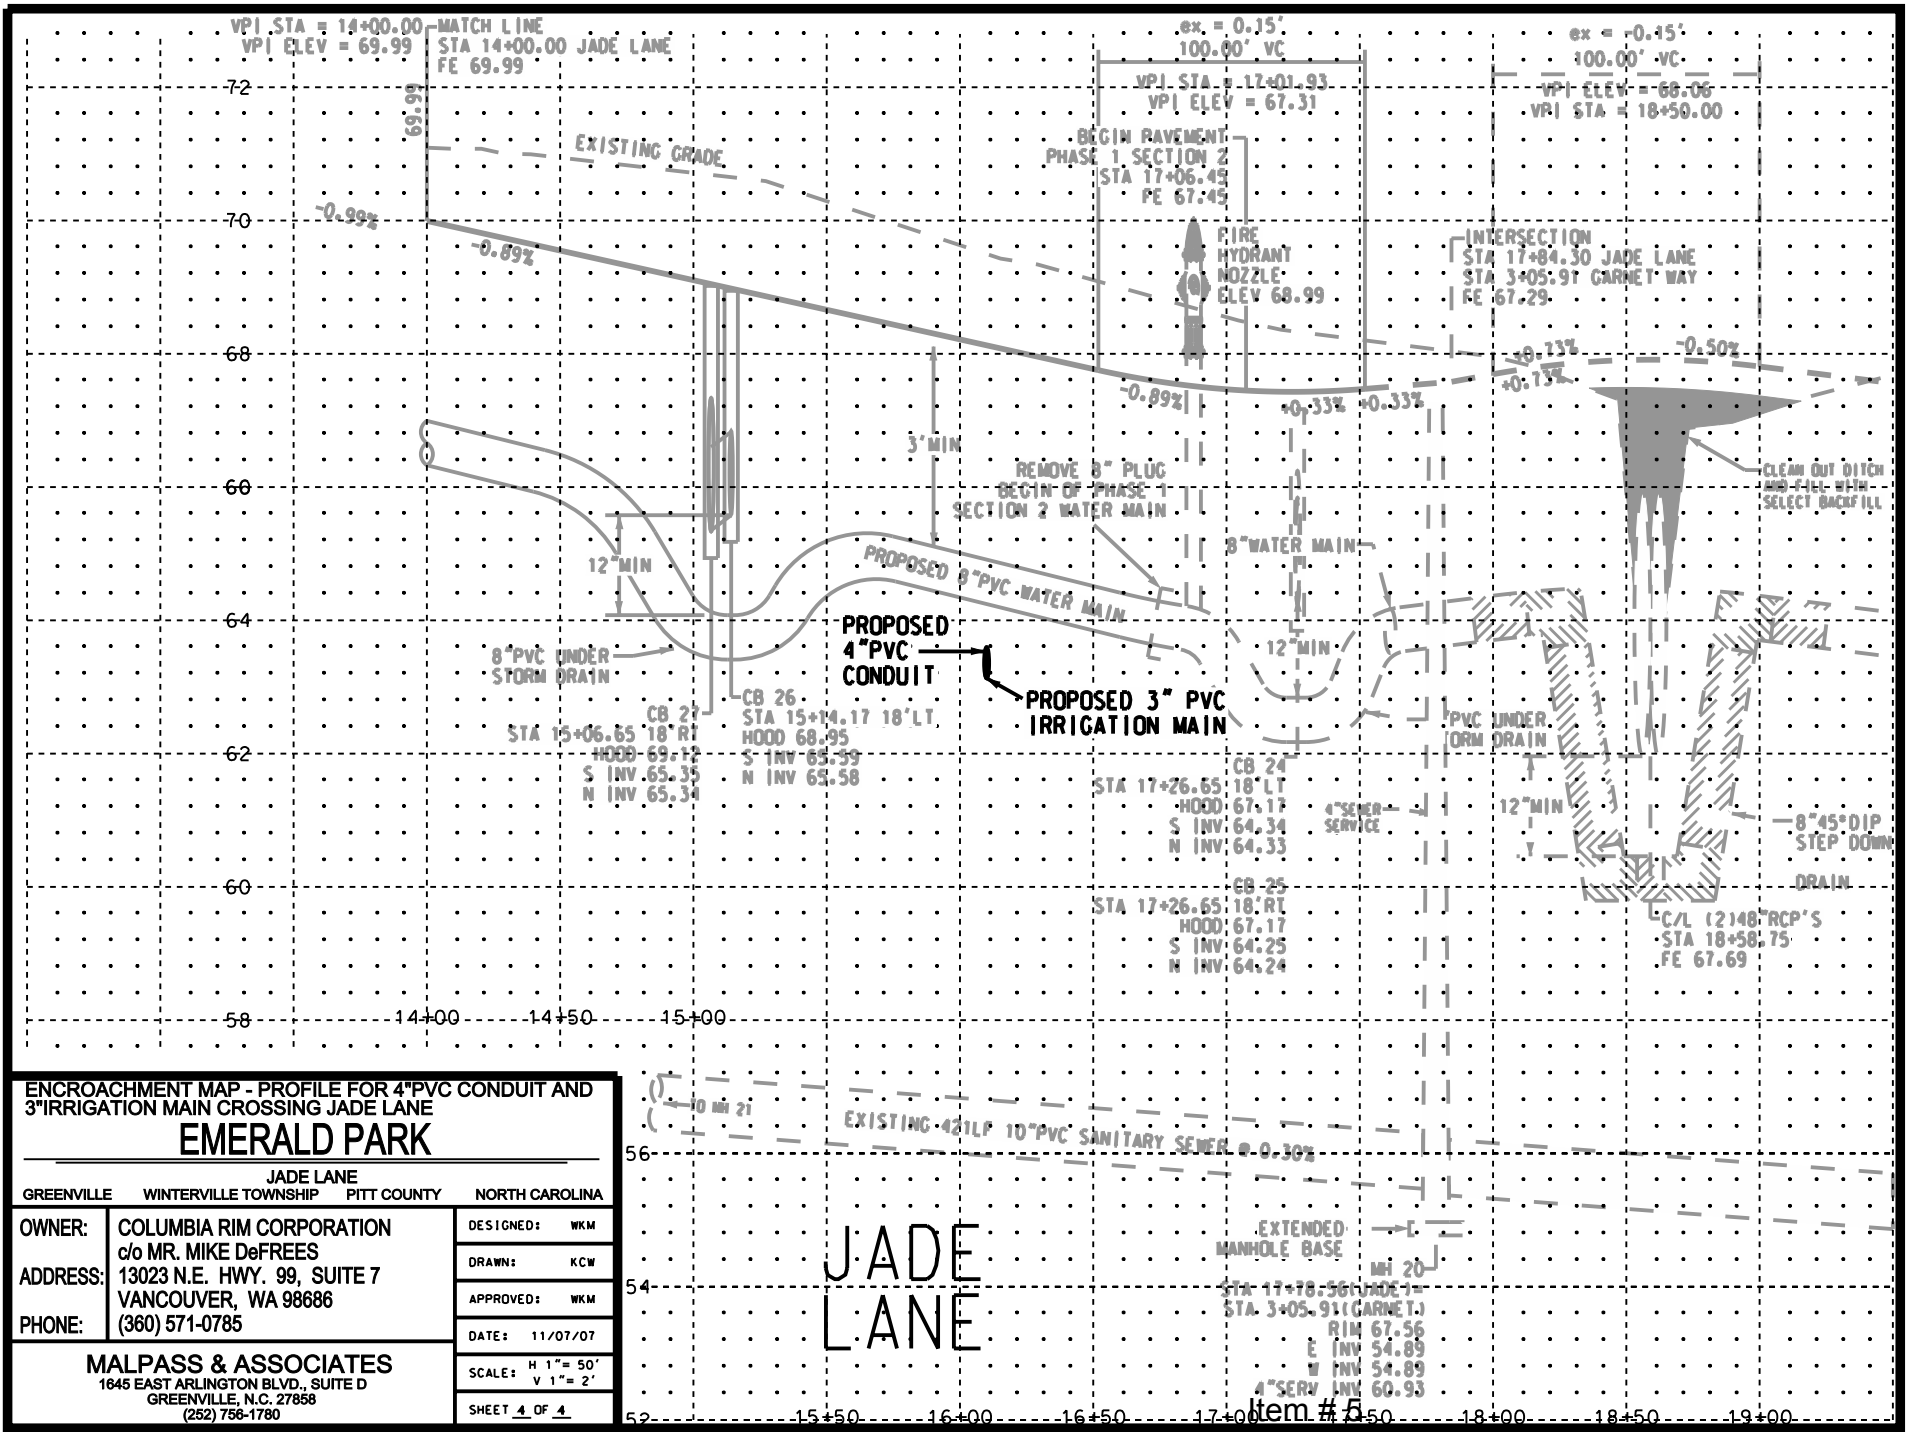 VPI STA = 14+00.00
VPI ELEV = 69.99
MATCH LINE
STA 14+00.00 JADE LANE
FE 69.99
69.99
ex = 0.15'
100.00' VC
VPI STA = 17+01.93
VPI ELEV = 67.31
ex = -0.15'
100.00' VC
VPI ELEV = 68.06
VPI STA = 18+50.00
72
EXISTING GRADE
BEGIN PAVEMENT
PHASE 1 SECTION 2
STA 17+06.45
FE 67.45
-0.99%
70
-0.89%
FIRE
HYDRANT
NOZZLE
ELEV 68.99
INTERSECTION
STA 17+84.30 JADE LANE
STA 3+05.91 GARNET WAY
FE 67.29
68
+0.73%
-0.50%
+0.73%
-0.89%
+0.33%
+0.33%
3'MIN
REMOVE 8" PLUG
BEGIN OF PHASE 1
SECTION 2 WATER MAIN
CLEAN OUT DITCH
AND FILL WITH
SELECT BACKFILL
60
12"MIN
PROPOSED 8"PVC WATER MAIN
8"WATER MAIN
64
PROPOSED
4"PVC
CONDUIT
12"MIN
8"PVC UNDER
STORM DRAIN
PROPOSED 3" PVC
IRRIGATION MAIN
CB 27
STA 15+06.65 18'RT
HOOD 69.12
S INV 65.35
N INV 65.34
CB 26
STA 15+14.17 18'LT
HOOD 68.95
S INV 65.59
N INV 65.58
PVC UNDER
ORM DRAIN
62
CB 24
STA 17+26.65 18'LT
HOOD 67.17
S INV 64.34
N INV 64.33
4"SEWER
SERVICE
12"MIN
8"45°DIP
STEP DOWN
DRAIN
60
CB 25
STA 17+26.65 18'RT
HOOD 67.17
S INV 64.25
N INV 64.24
C/L (2)48"RCP'S
STA 18+58.75
FE 67.69
58
14+00
14+50
15+00
TO MH 21
EXISTING 421LF 10"PVC SANITARY SEWER @ 0.30%
56
EXTENDED
MANHOLE BASE
MH 20
STA 17+78.56(JADE)=
STA 3+05.91(GARNET)
RIM 67.56
E INV 54.89
W INV 54.89
4"SERV INV 60.93
54
JADE
LANE
52
15+50
16+00
16+50
17+00
17+50
18+00
18+50
19+00
Item # 5
ENCROACHMENT MAP - PROFILE FOR 4"PVC CONDUIT AND
3"IRRIGATION MAIN CROSSING JADE LANE
EMERALD PARK
JADE LANE
GREENVILLE WINTERVILLE TOWNSHIP PITT COUNTY NORTH CAROLINA
OWNER: COLUMBIA RIM CORPORATION
c/o MR. MIKE DeFREES
ADDRESS: 13023 N.E. HWY. 99, SUITE 7
VANCOUVER, WA 98686
PHONE: (360) 571-0785
DESIGNED: WKM
DRAWN: KCW
APPROVED: WKM
DATE: 11/07/07
SCALE: H 1"= 50'
V 1"= 2'
SHEET 4 OF 4
MALPASS & ASSOCIATES
1645 EAST ARLINGTON BLVD., SUITE D
GREENVILLE, N.C. 27858
(252) 756-1780